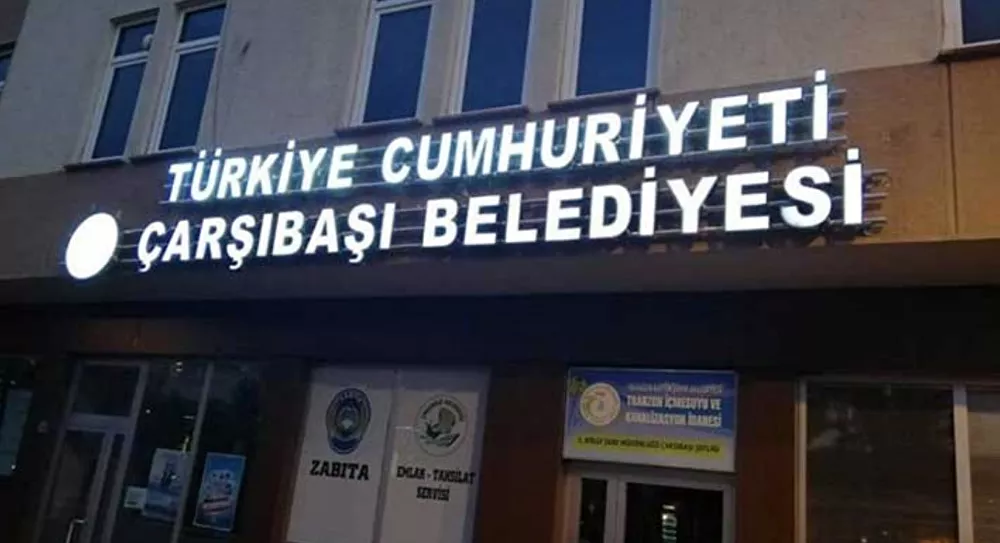 TÜRKİYE CUMHURİYETİ
ÇARŞIBAŞI BELEDİYESİ
ZABITA
EMLAK - TAHSİLAT
SERVİSİ
TRABZON İÇMESUYU VE
KANALİZASYON İDARESİ